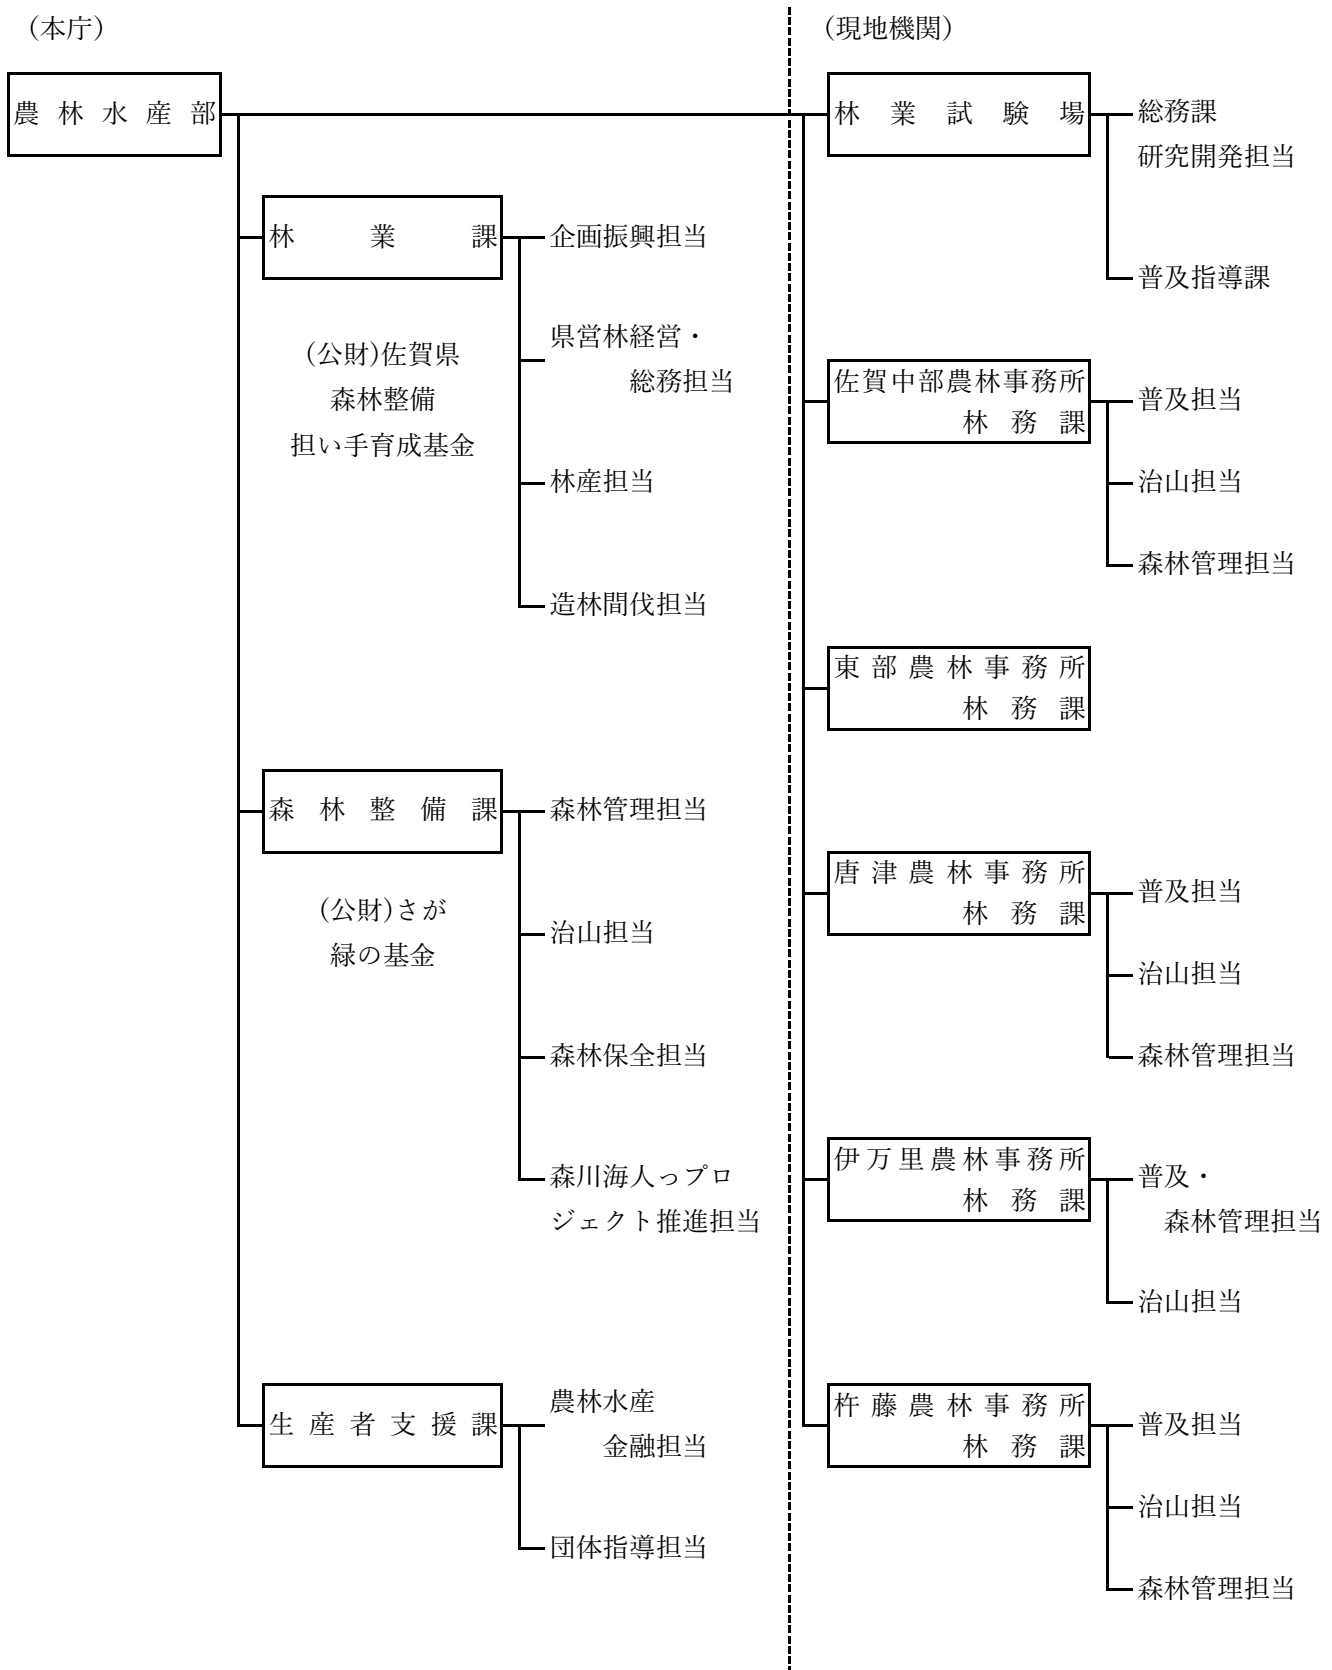 (本庁)
農林水産部
林業課
企画振興担当
県営林経営・
総務担当
(公財)佐賀県
森林整備
担い手育成基金
林産担当
造林間伐担当
森林整備課
森林管理担当
(公財)さが
緑の基金
治山担当
森林保全担当
森川海人っプロ
ジェクト推進担当
生産者支援課
農林水産
金融担当
団体指導担当
(現地機関)
林業試験場
総務課
研究開発担当
普及指導課
佐賀中部農林事務所
林務課
普及担当
治山担当
森林管理担当
東部農林事務所
林務課
唐津農林事務所
林務課
普及担当
治山担当
森林管理担当
伊万里農林事務所
林務課
普及・
森林管理担当
治山担当
杵藤農林事務所
林務課
普及担当
治山担当
森林管理担当